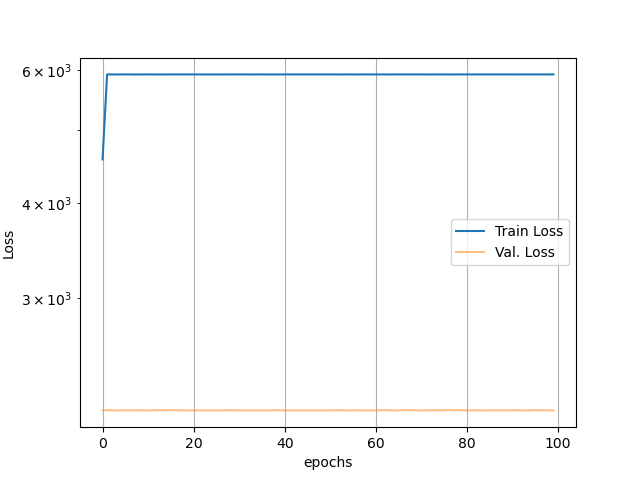 6 × 10³
4 × 10³
3 × 10³
Loss
Train Loss
Val. Loss
0 20 40 60 80 100
epochs